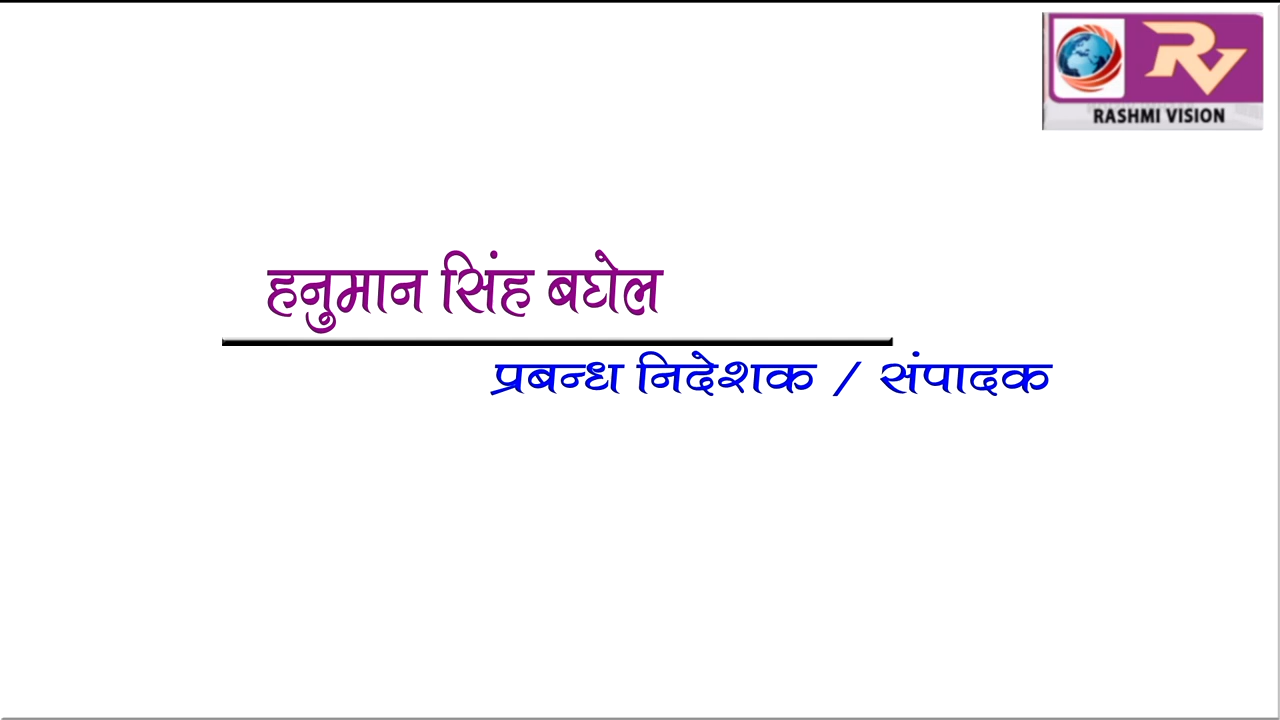 RV
RASHMI VISION
हनुमान सिंह बघेल
प्रबन्ध निदेशक / संपादक